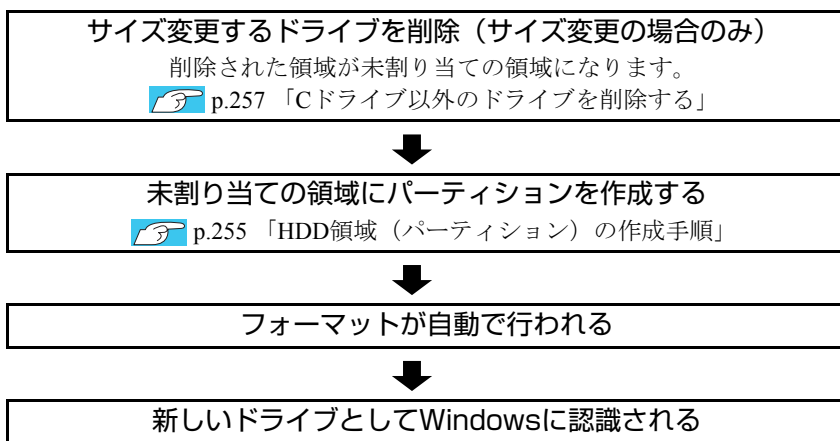 サイズ変更するドライブを削除（サイズ変更の場合のみ）
削除された領域が未割り当ての領域になります。
p.257 「Cドライブ以外のドライブを削除する」
未割り当ての領域にパーティションを作成する
p.255 「HDD領域（パーティション）の作成手順」
フォーマットが自動で行われる
新しいドライブとしてWindowsに認識される